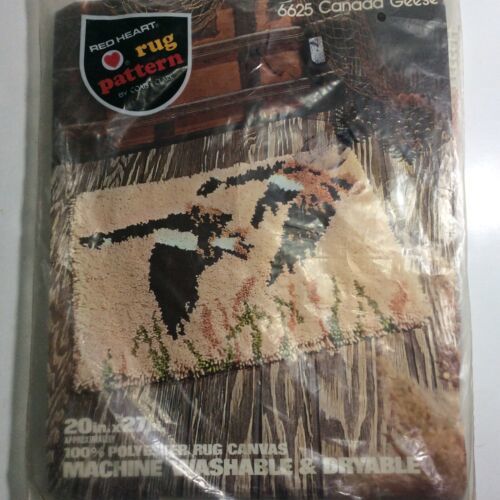 6625 Canada Geese
RED HEART
rug
pattern
BY COATS & CLARK
20in.x27in.
APPROXIMATELY
100% POLYESTER RUG CANVAS
MACHINE WASHABLE & DRYABLE